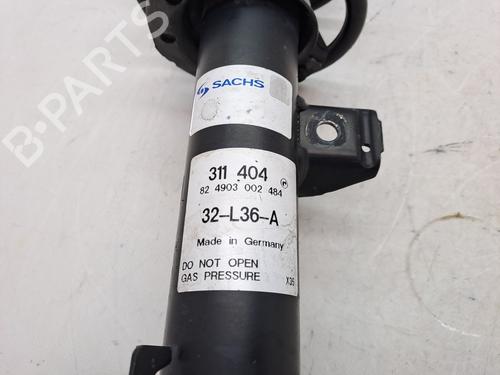 SACHS
311 404
82 4903 002 484
32-L36-A
Made in Germany
DO NOT OPEN
GAS PRESSURE X35
B-PARTS